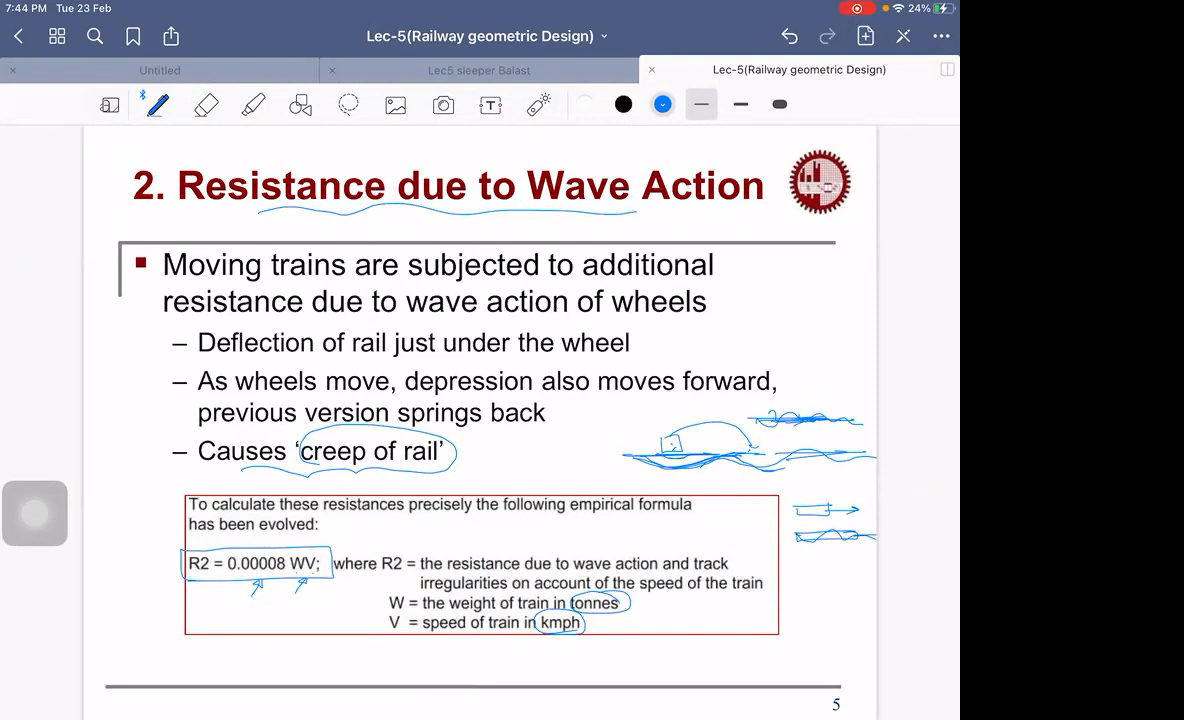 7:44 PM Tue 23 Feb
24%
Lec-5(Railway geometric Design)
Untitled
Lec5 sleeper Balast
Lec-5(Railway geometric Design)
T
2. Resistance due to Wave Action
Moving trains are subjected to additional
resistance due to wave action of wheels
– Deflection of rail just under the wheel
– As wheels move, depression also moves forward,
previous version springs back
– Causes ‘creep of rail’
To calculate these resistances precisely the following empirical formula
has been evolved:
R2 = 0.00008 WV; where R2 = the resistance due to wave action and track
irregularities on account of the speed of the train
W = the weight of train in tonnes
V = speed of train in kmph
5